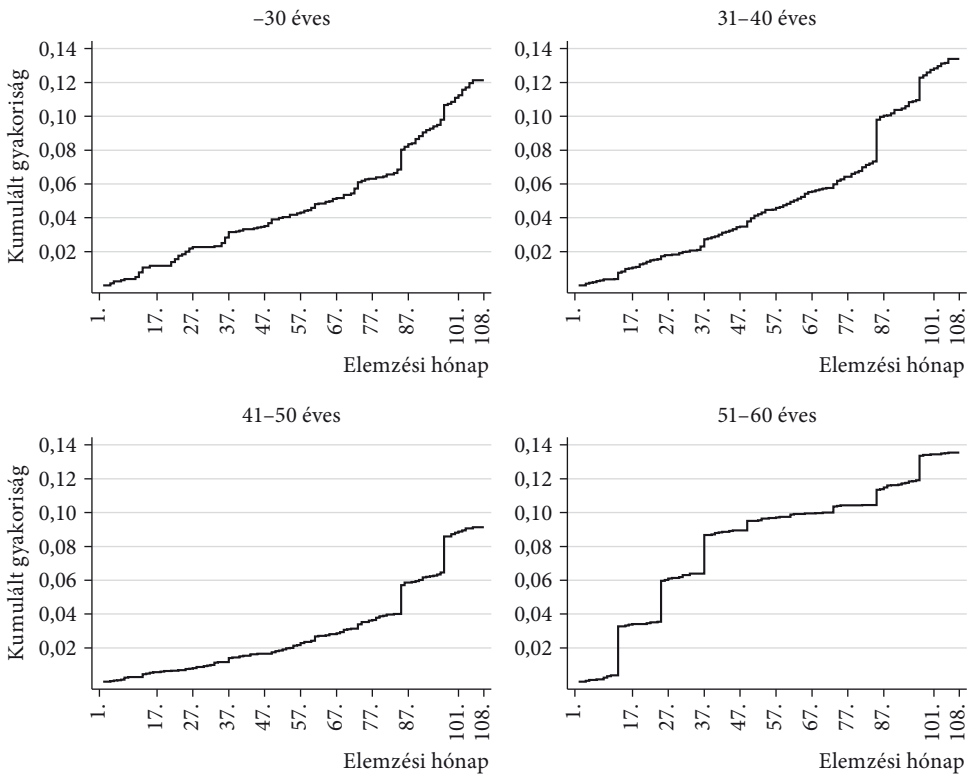 –30 éves
Kumulált gyakoriság
0,14
0,12
0,10
0,08
0,06
0,04
0,02
1. 17. 27. 37. 47. 57. 67. 77. 87. 101. 108.
Elemzési hónap
31–40 éves
0,14
0,12
0,10
0,08
0,06
0,04
0,02
1. 17. 27. 37. 47. 57. 67. 77. 87. 101. 108.
Elemzési hónap
41–50 éves
Kumulált gyakoriság
0,14
0,12
0,10
0,08
0,06
0,04
0,02
1. 17. 27. 37. 47. 57. 67. 77. 87. 101. 108.
Elemzési hónap
51–60 éves
0,14
0,12
0,10
0,08
0,06
0,04
0,02
1. 17. 27. 37. 47. 57. 67. 77. 87. 101. 108.
Elemzési hónap